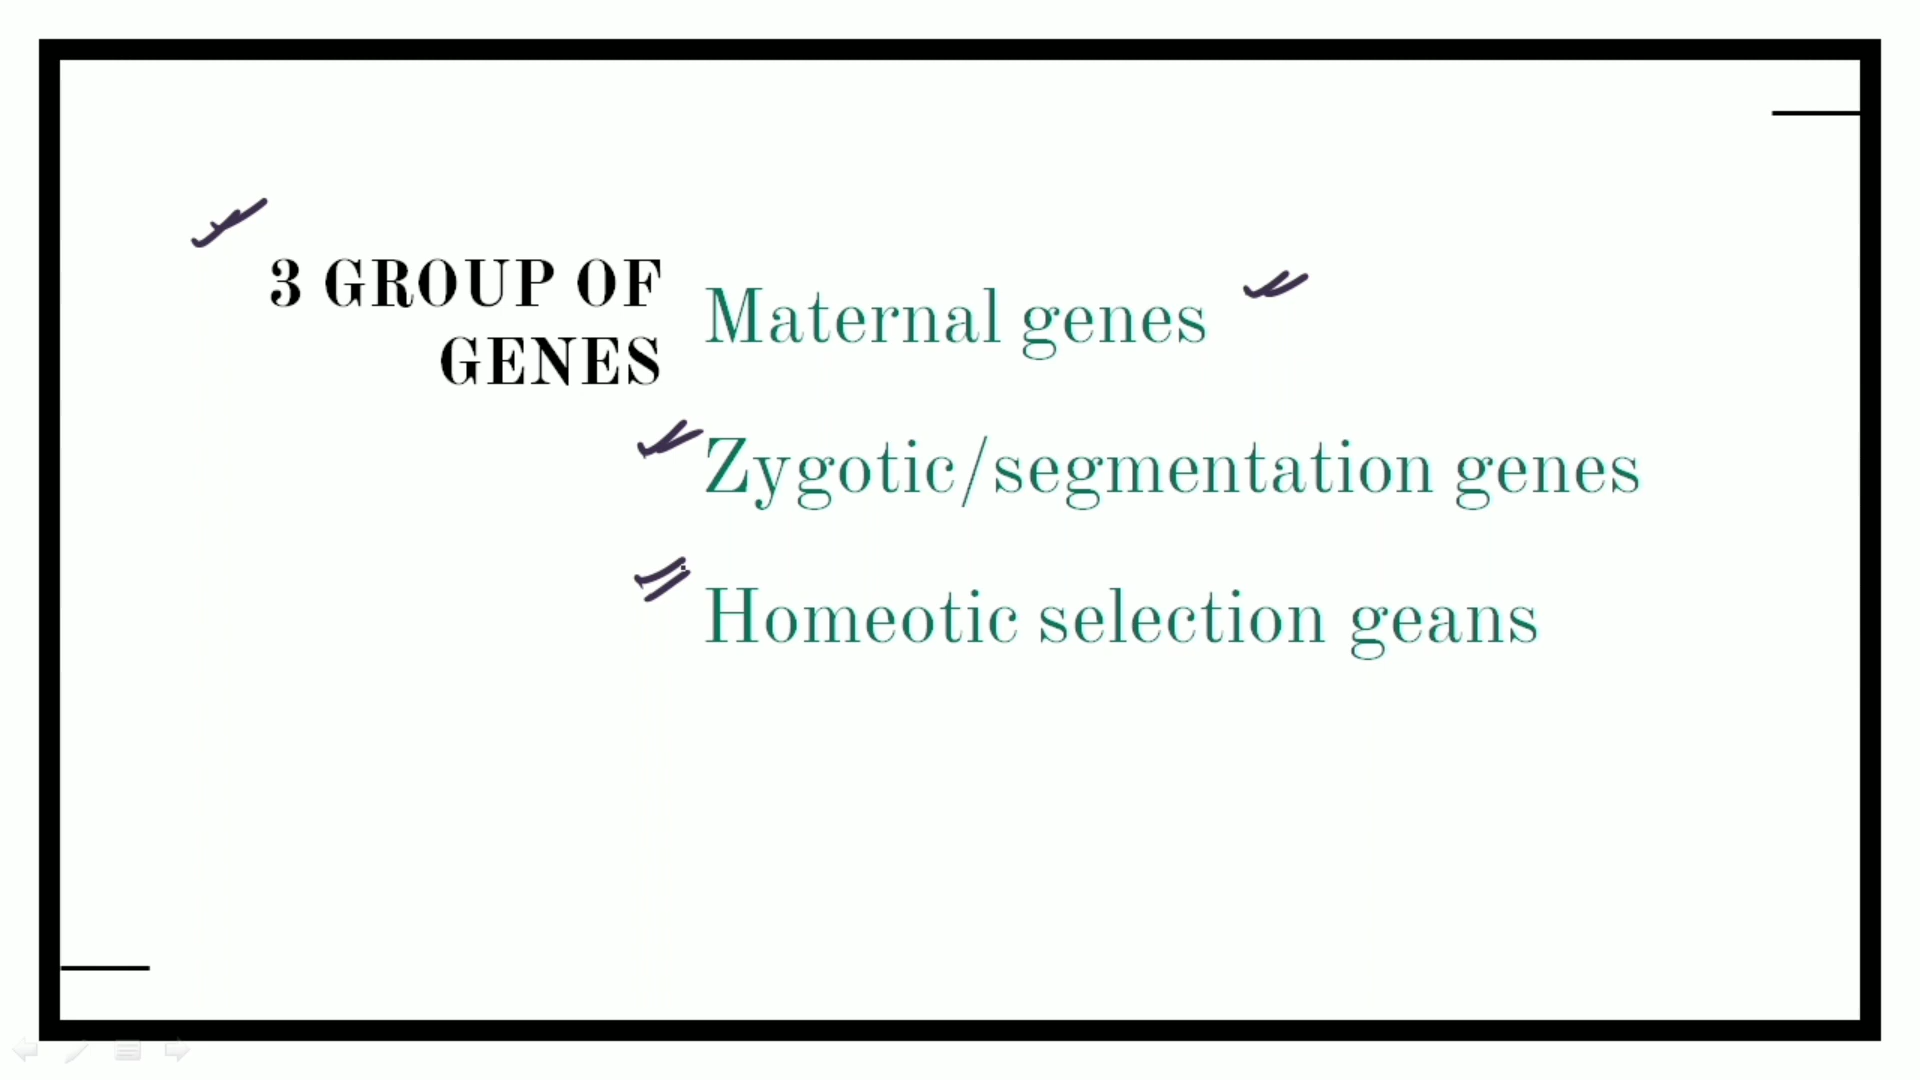 3 GROUP OF
GENES
Maternal genes
Zygotic/segmentation genes
Homeotic selection geans